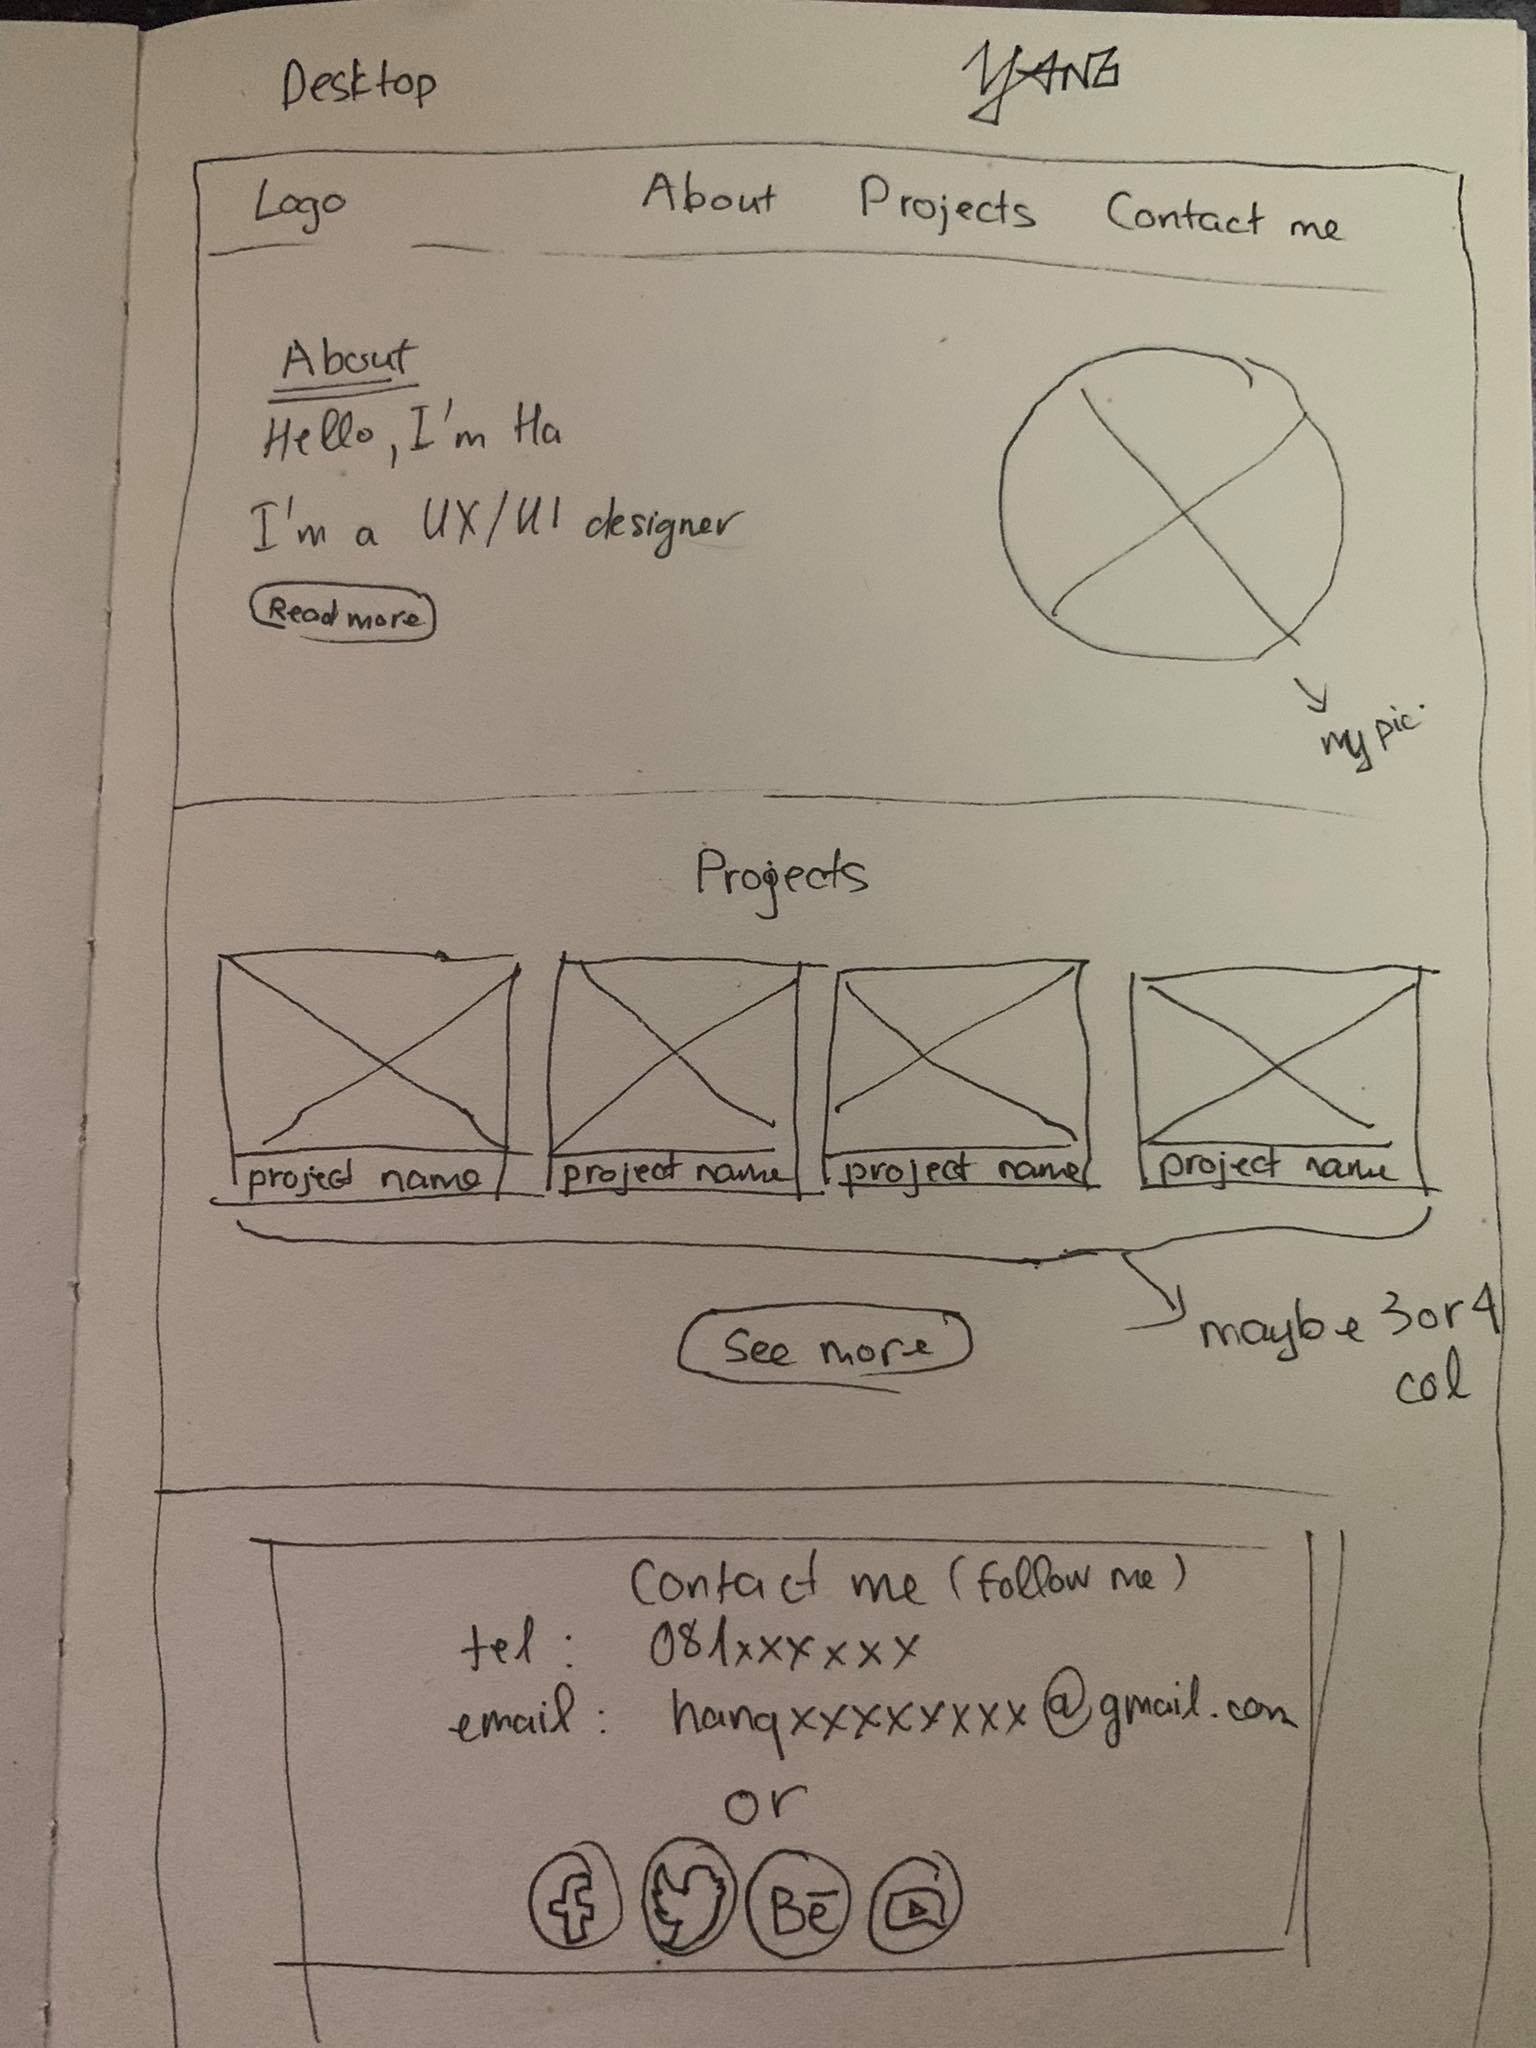 Desktop
YANG
Logo About Projects Contact me
About
Hello, I'm Ha
I'm a UX/UI designer
Read more
my pic.
Projects
project name project name project name project name
See more
maybe 3 or 4
col
Contact me (follow me)
tel : 081xxxxxxx
email : hanqxxxxxxxx@gmail.com
or
f Bē